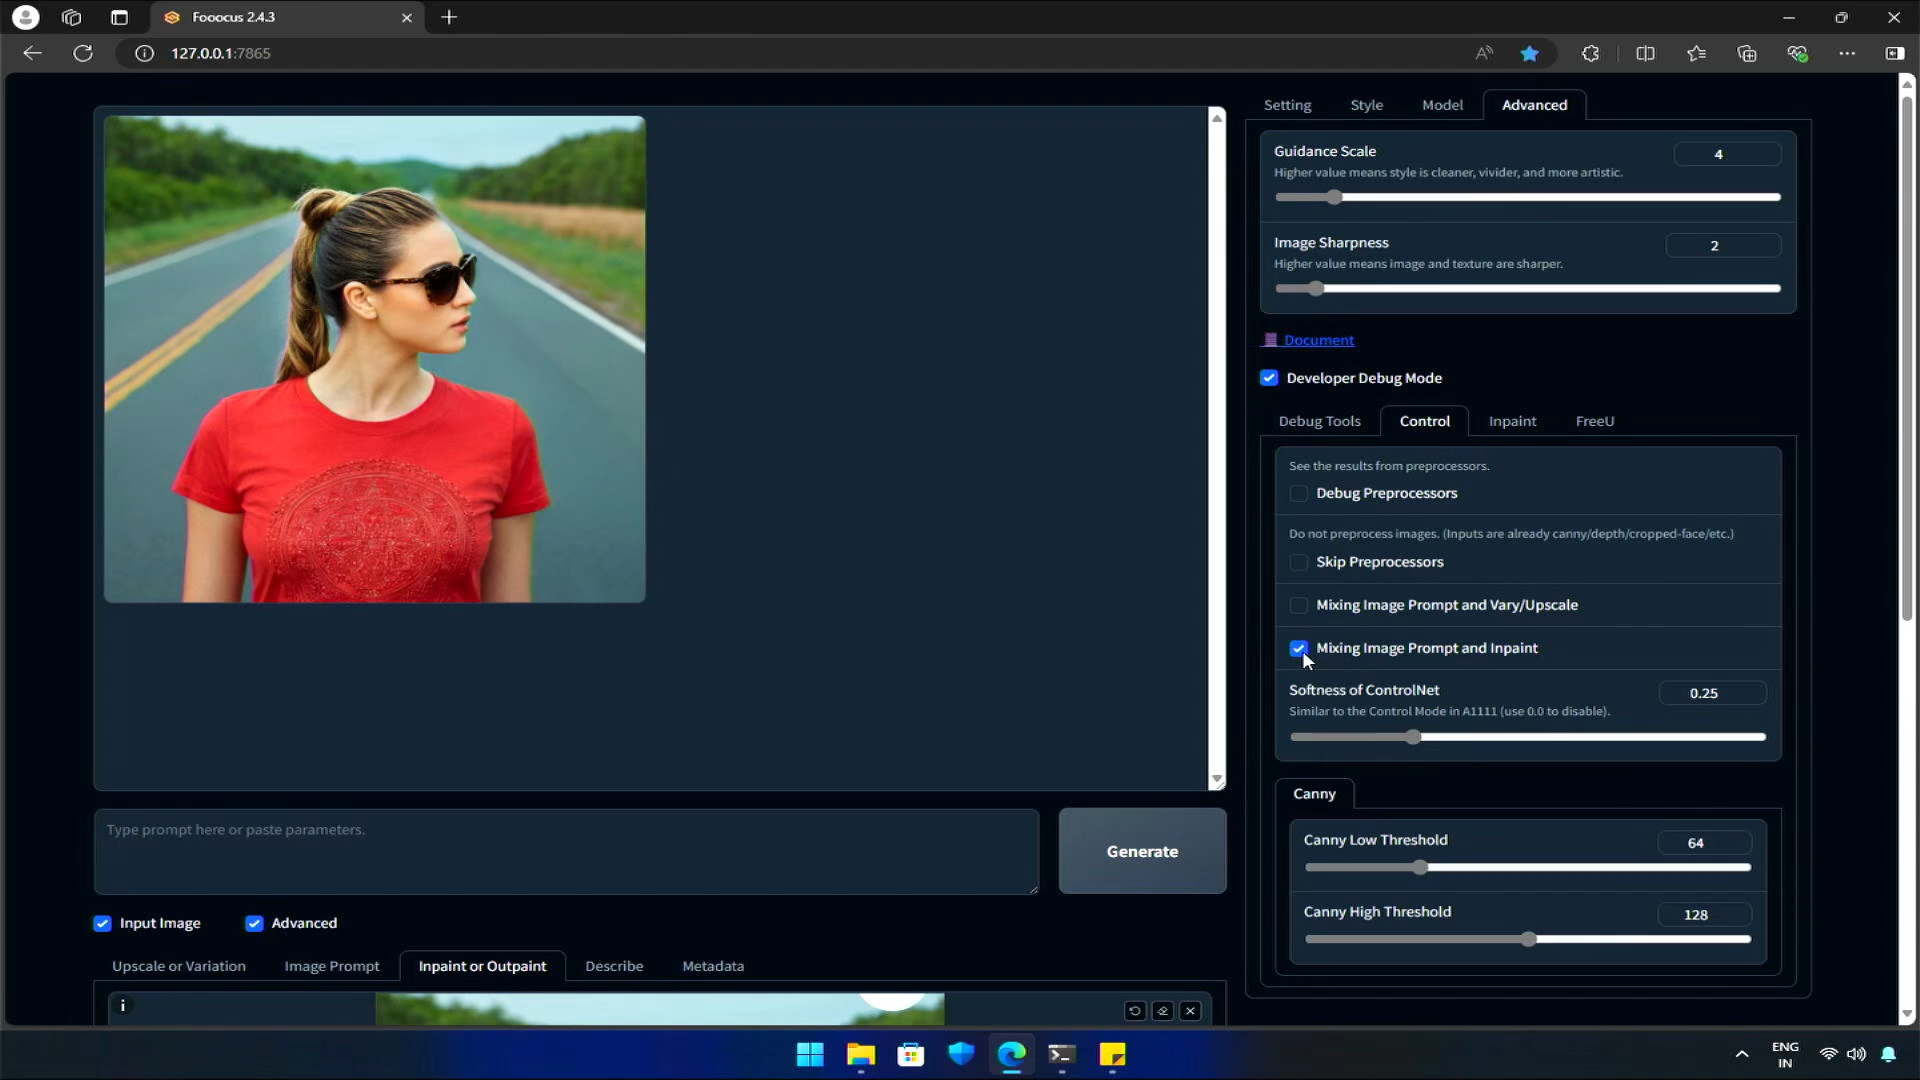 Fooocus 2.4.3
127.0.0.1:7865
Setting
Style
Model
Advanced
Guidance Scale
4
Higher value means style is cleaner, vivider, and more artistic.
Image Sharpness
2
Higher value means image and texture are sharper.
Document
Developer Debug Mode
Debug Tools
Control
Inpaint
FreeU
See the results from preprocessors.
Debug Preprocessors
Do not preprocess images. (Inputs are already canny/depth/cropped-face/etc.)
Skip Preprocessors
Mixing Image Prompt and Vary/Upscale
Mixing Image Prompt and Inpaint
Softness of ControlNet
0.25
Similar to the Control Mode in A1111 (use 0.0 to disable).
Canny
Canny Low Threshold
64
Canny High Threshold
128
Type prompt here or paste parameters.
Generate
Input Image
Advanced
Upscale or Variation
Image Prompt
Inpaint or Outpaint
Describe
Metadata
ENG
IN